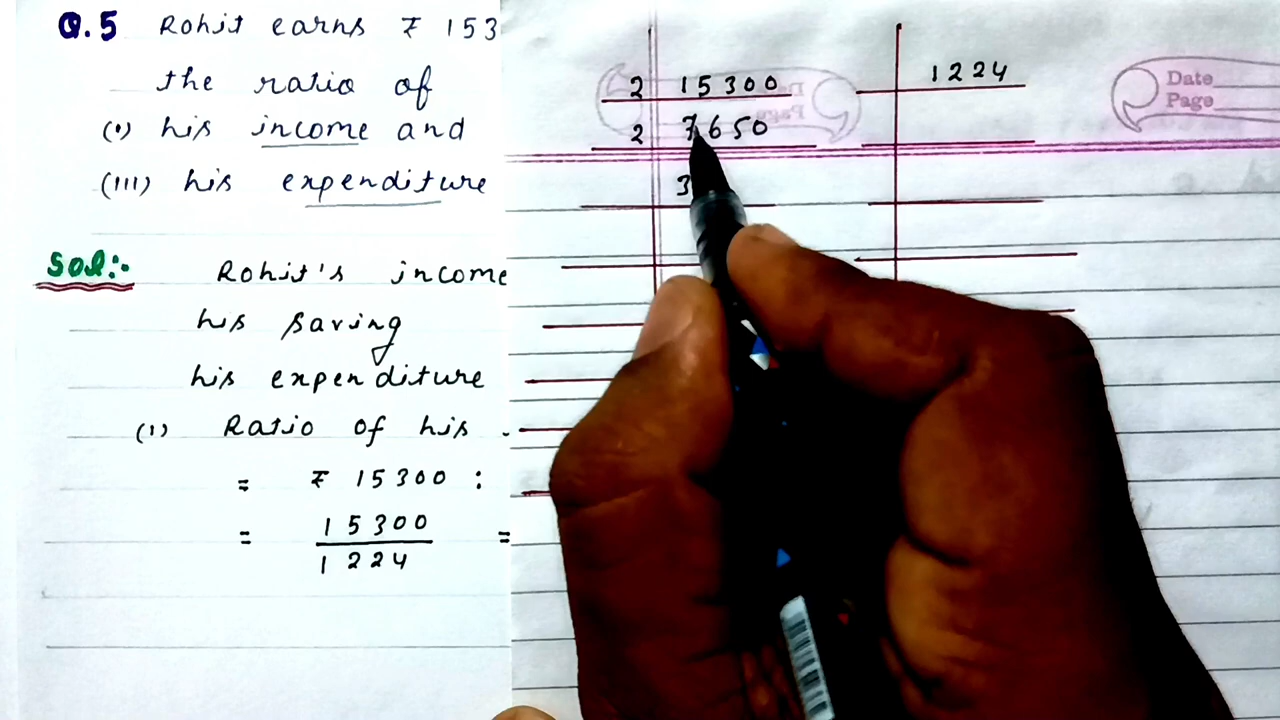 Q.5 Rohit earns ₹ 153
the ratio of
(i) his income and
(iii) his expenditure
Sol:- Rohit's income
his saving
his expenditure
(1) Ratio of his
= ₹ 15300 :
= 15300 =
1224
2 15300
2 7650
3
1224
Date
Page